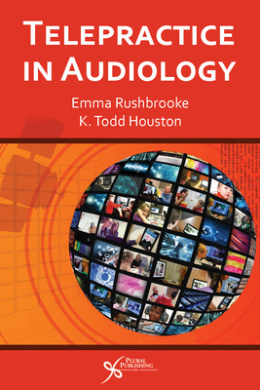 TELEPRACTICE
IN AUDIOLOGY
Emma Rushbrooke
K. Todd Houston
PLURAL
PUBLISHING